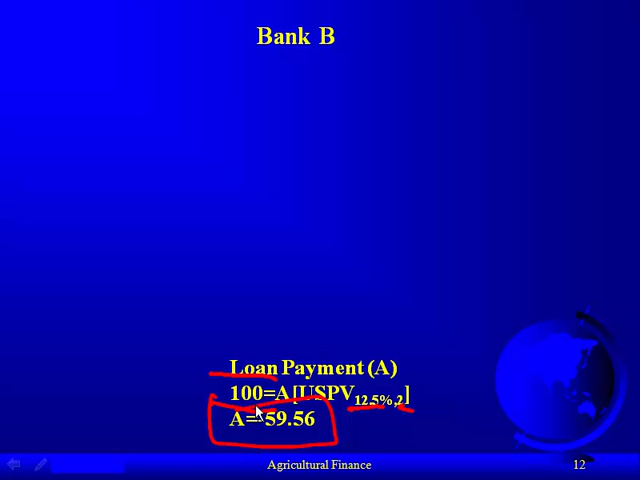 Bank B
Loan Payment (A)
100=A[USPV12.5%,2]
A= 59.56
Agricultural Finance
12